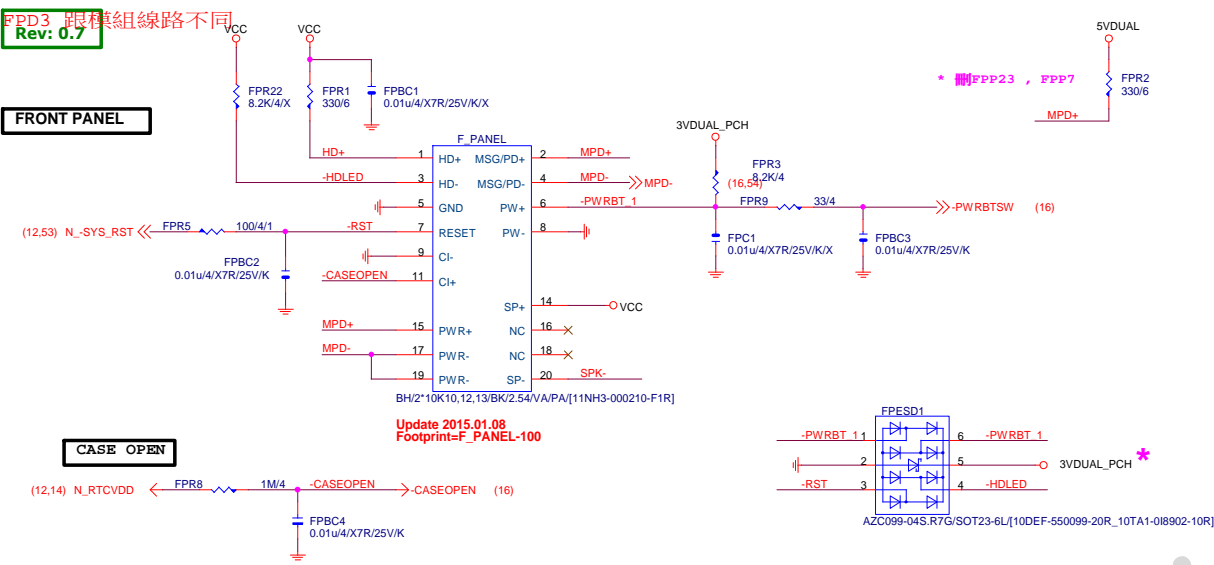 FPD3 跟模組線路不同
Rev: 0.7
VCC
VCC
5VDUAL
FPR22
8.2K/4/X
FPR1
330/6
FPBC1
0.01u/4/X7R/25V/K/X
* 刪FPP23 , FPP7
FPR2
330/6
MPD+
FRONT PANEL
3VDUAL_PCH
F_PANEL
HD+ 1 HD+ MSG/PD+ 2 MPD+
-HDLED 3 HD- MSG/PD- 4 MPD- MPD- (16,54)
FPR3
8.2K/4
5 GND PW+ 6 -PWRBT_1
FPR9 33/4 -PWRBTSW (16)
(12,53) N_-SYS_RST FPR5 100/4/1 -RST 7 RESET PW- 8
FPC1
0.01u/4/X7R/25V/K/X
FPBC3
0.01u/4/X7R/25V/K
9 CI-
FPBC2
0.01u/4/X7R/25V/K
-CASEOPEN 11 CI+
SP+ 14 VCC
MPD+ 15 PWR+ NC 16
MPD- 17 PWR- NC 18
19 PWR- SP- 20 SPK-
BH/2*10K10,12,13/BK/2.54/VA/PA/[11NH3-000210-F1R]
Update 2015.01.08
Footprint=F_PANEL-100
CASE OPEN
(12,14) N_RTCVDD FPR8 1M/4 -CASEOPEN -CASEOPEN (16)
FPBC4
0.01u/4/X7R/25V/K
FPESD1
-PWRBT_1 1 6 -PWRBT_1
2 5 3VDUAL_PCH *
-RST 3 4 -HDLED
AZC099-04S.R7G/SOT23-6L/[10DEF-550099-20R_10TA1-0I8902-10R]